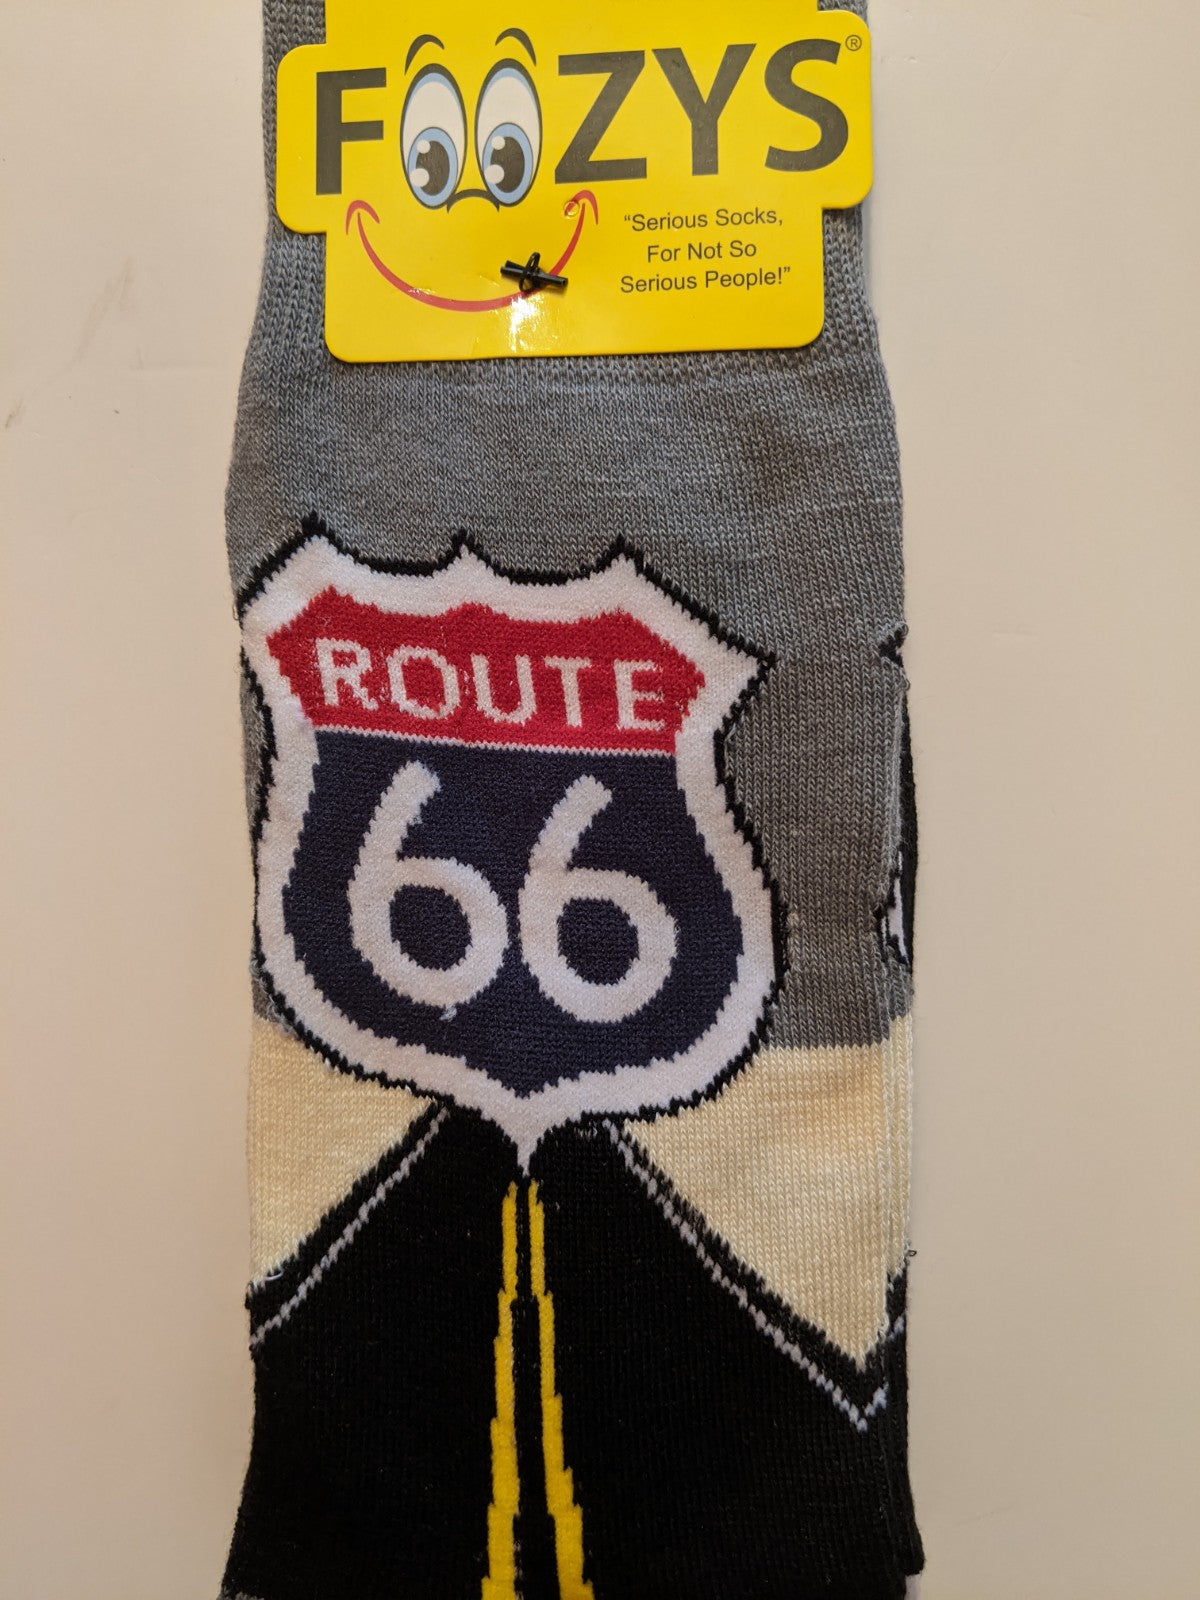 FOOZYS®
“Serious Socks,
For Not So
Serious People!”
ROUTE
66